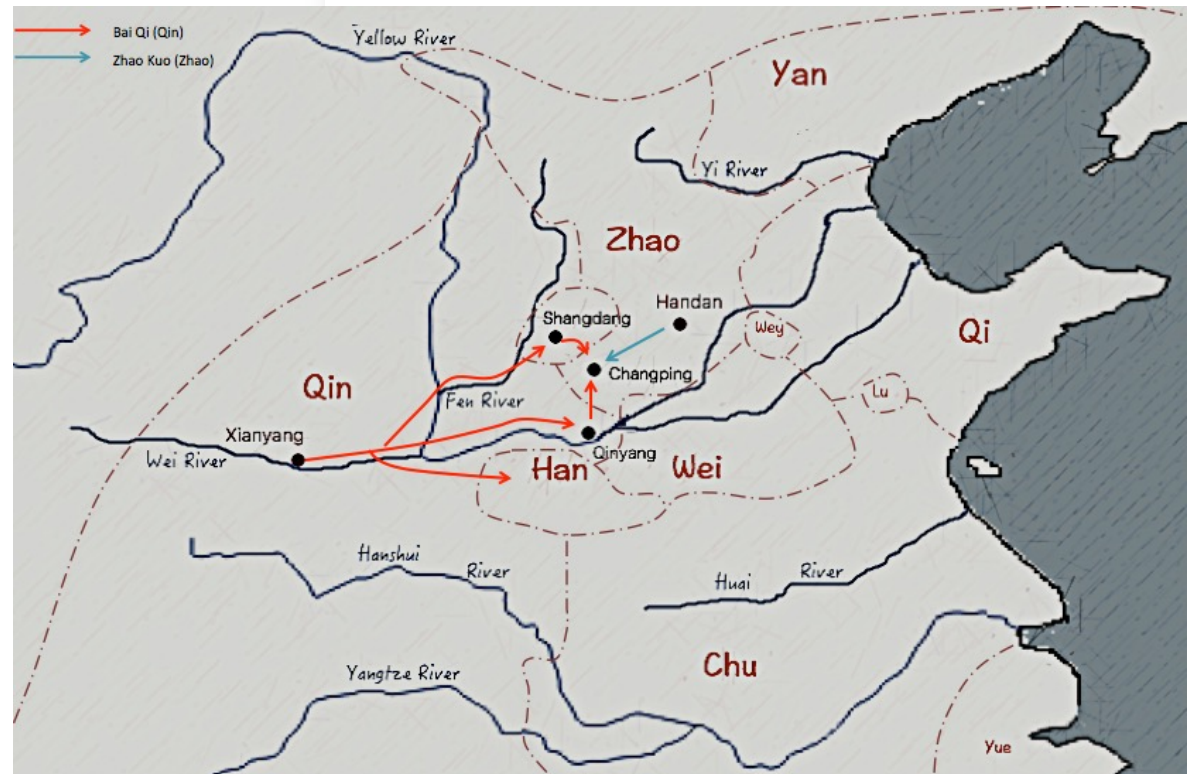 Bai Qi (Qin)
Zhao Kuo (Zhao)
Yellow River
Yan
Yi River
Zhao
Handan
Shangdang
Wey
Qi
Changping
Qin
Lu
Fen River
Xianyang
Wei River
Qinyang
Han
Wei
Hanshui River
Huai River
Yangtze River
Chu
Yue